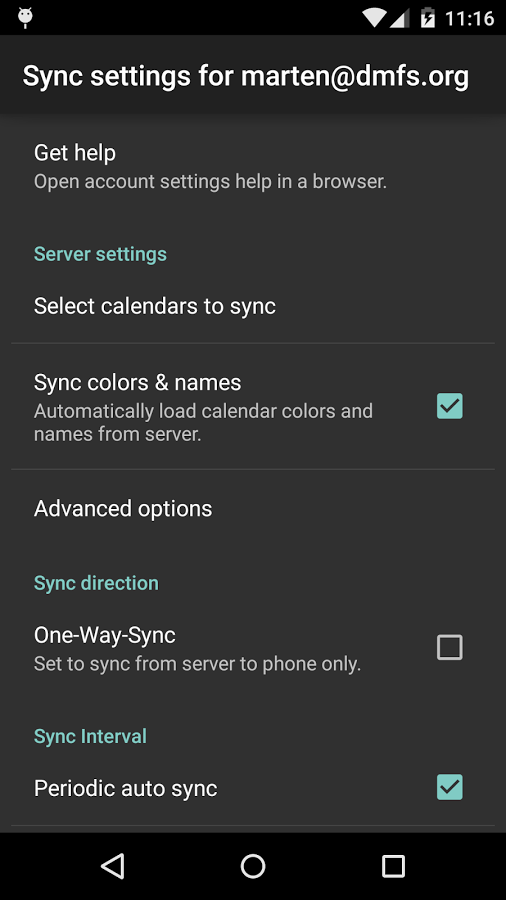 11:16
Sync settings for marten@dmfs.org
Get help
Open account settings help in a browser.
Server settings
Select calendars to sync
Sync colors & names
Automatically load calendar colors and
names from server.
Advanced options
Sync direction
One-Way-Sync
Set to sync from server to phone only.
Sync Interval
Periodic auto sync